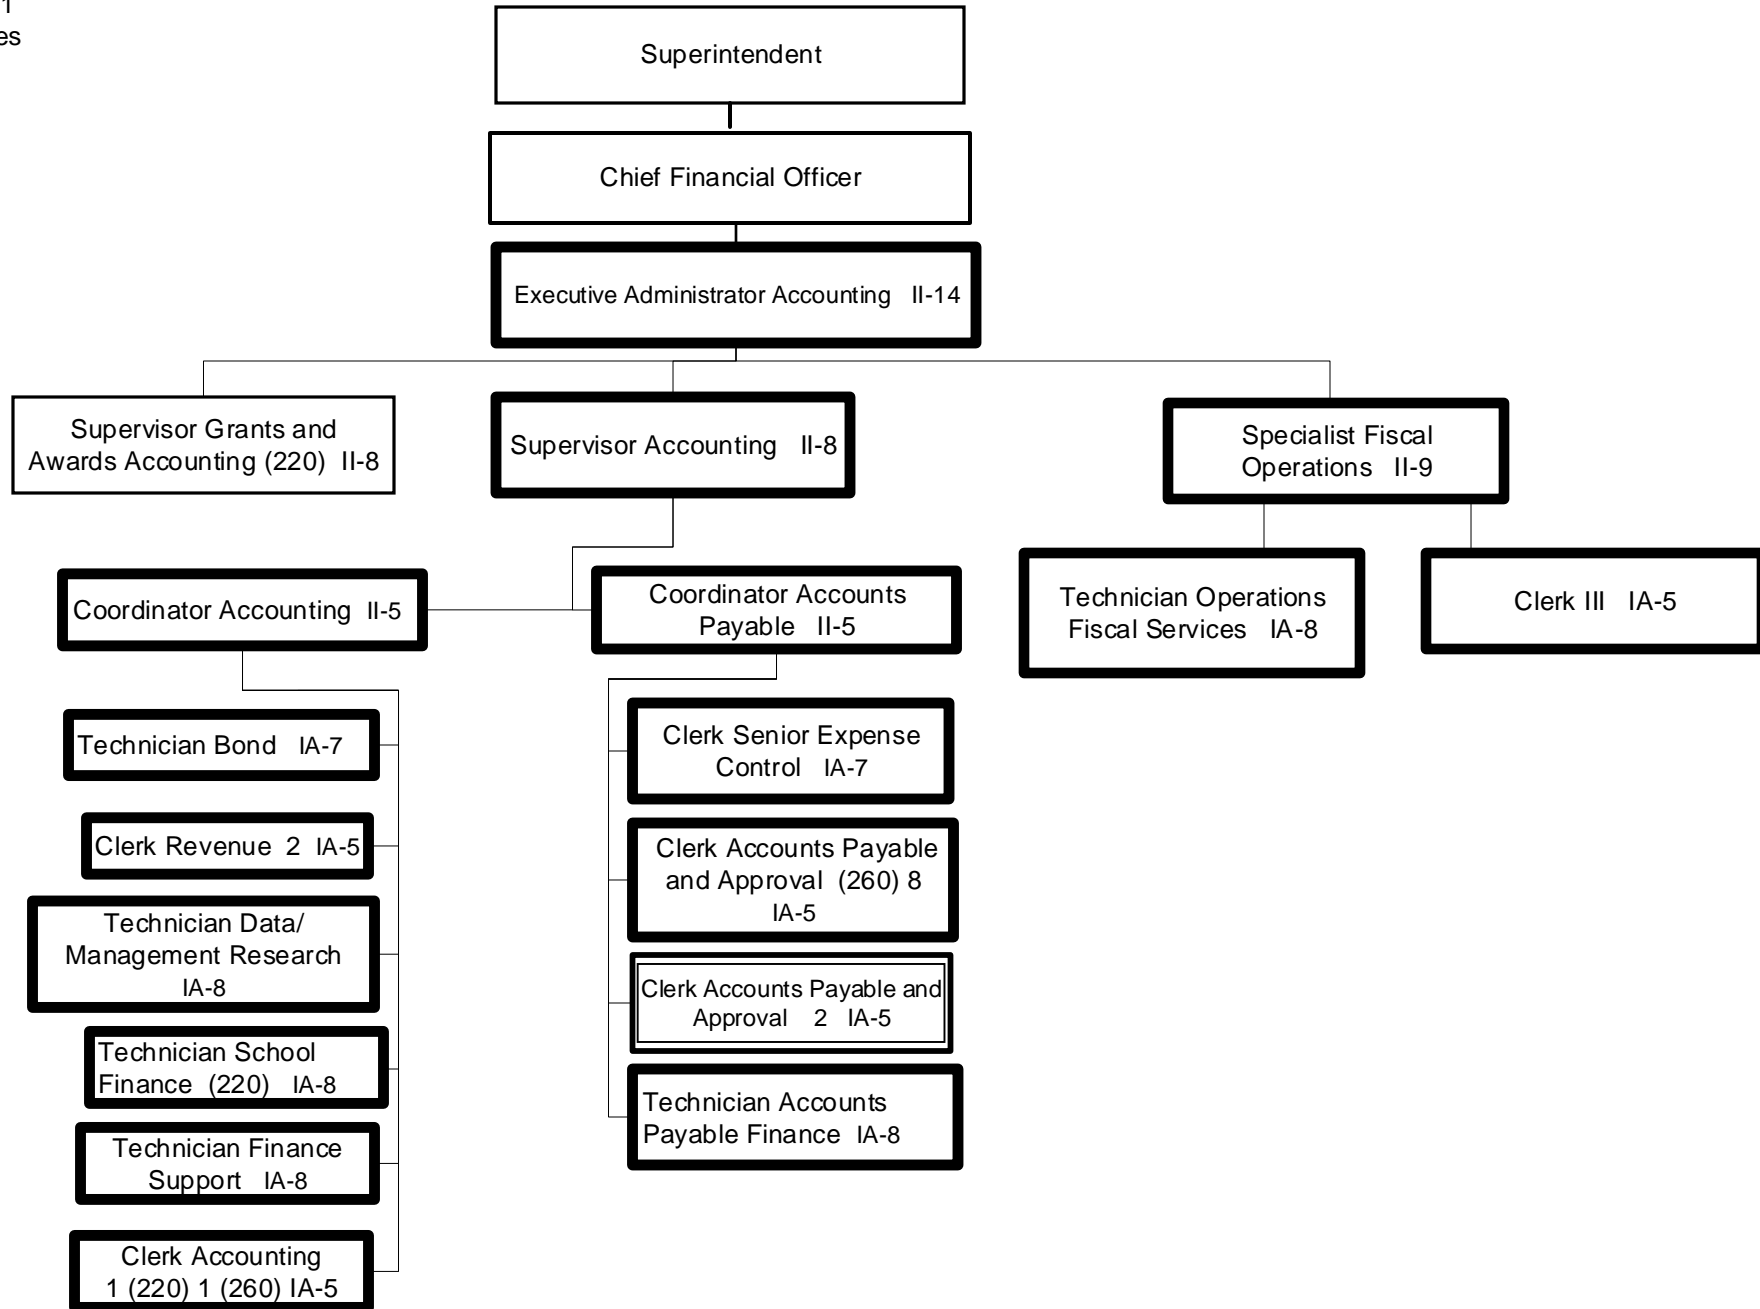 1
es
Superintendent
Chief Financial Officer
Executive Administrator Accounting II-14
Supervisor Grants and
Awards Accounting (220) II-8
Supervisor Accounting II-8
Specialist Fiscal
Operations II-9
Coordinator Accounting II-5
Coordinator Accounts
Payable II-5
Technician Operations
Fiscal Services IA-8
Clerk III IA-5
Technician Bond IA-7
Clerk Revenue 2 IA-5
Technician Data/
Management Research
IA-8
Technician School
Finance (220) IA-8
Technician Finance
Support IA-8
Clerk Accounting
1 (220) 1 (260) IA-5
Clerk Senior Expense
Control IA-7
Clerk Accounts Payable
and Approval (260) 8
IA-5
Clerk Accounts Payable and
Approval 2 IA-5
Technician Accounts
Payable Finance IA-8